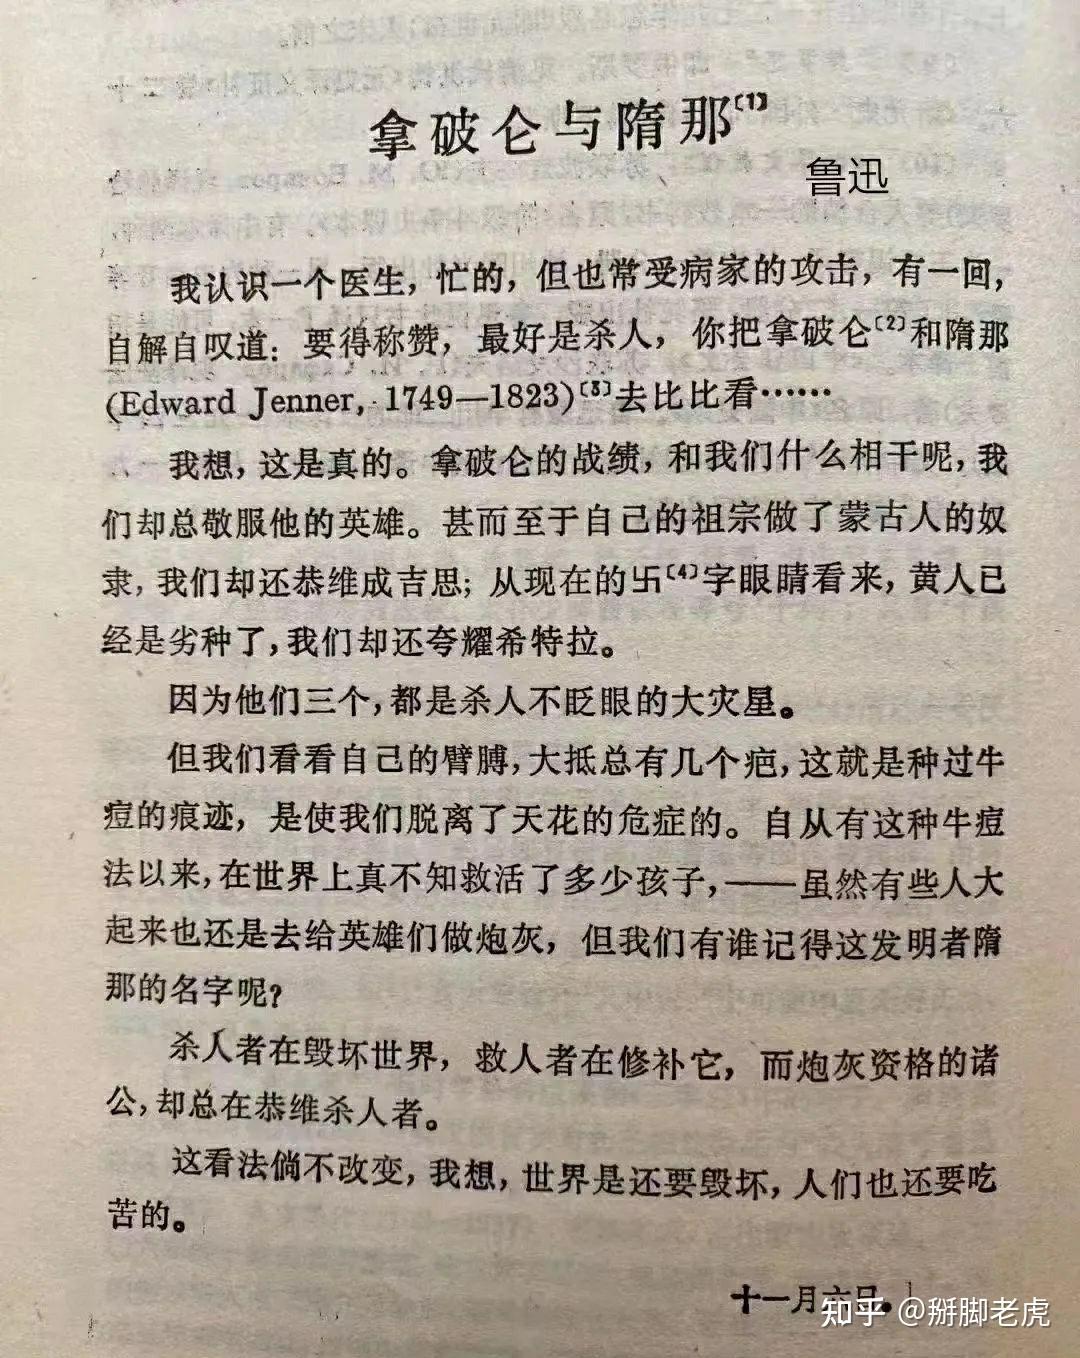 拿破仑与隋那〔1〕
鲁迅
我认识一个医生，忙的，但也常受病家的攻击，有一回，
自解自叹道：要得称赞，最好是杀人，你把拿破仑〔2〕和隋那
(Edward Jenner, 1749—1823)〔3〕去比比看……
我想，这是真的。拿破仑的战绩，和我们什么相干呢，我
们却总敬服他的英雄。甚而至于自己的祖宗做了蒙古人的奴
隶，我们却还恭维成吉思；从现在的卐〔4〕字眼睛看来，黄人已
经是劣种了，我们却还夸耀希特拉。
因为他们三个，都是杀人不眨眼的大灾星。
但我们看看自己的臂膊，大抵总有几个疤，这就是种过牛
痘的痕迹，是使我们脱离了天花的危症的。自从有这种牛痘
法以来，在世界上真不知救活了多少孩子，——虽然有些人大
起来也还是去给英雄们做炮灰，但我们有谁记得这发明者隋
那的名字呢？
杀人者在毁坏世界，救人者在修补它，而炮灰资格的诸
公，却总在恭维杀人者。
这看法倘不改变，我想，世界是还要毁坏，人们也还要吃
苦的。
十一月六日。
知乎 @掰脚老虎